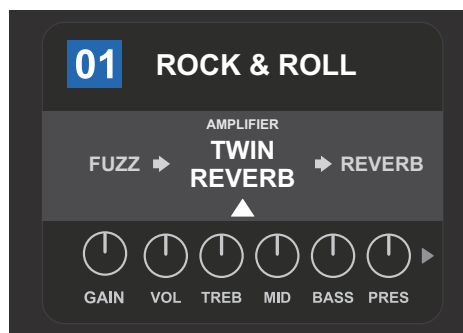 01 ROCK & ROLL
AMPLIFIER
FUZZ TWIN REVERB REVERB
GAIN VOL TREB MID BASS PRES